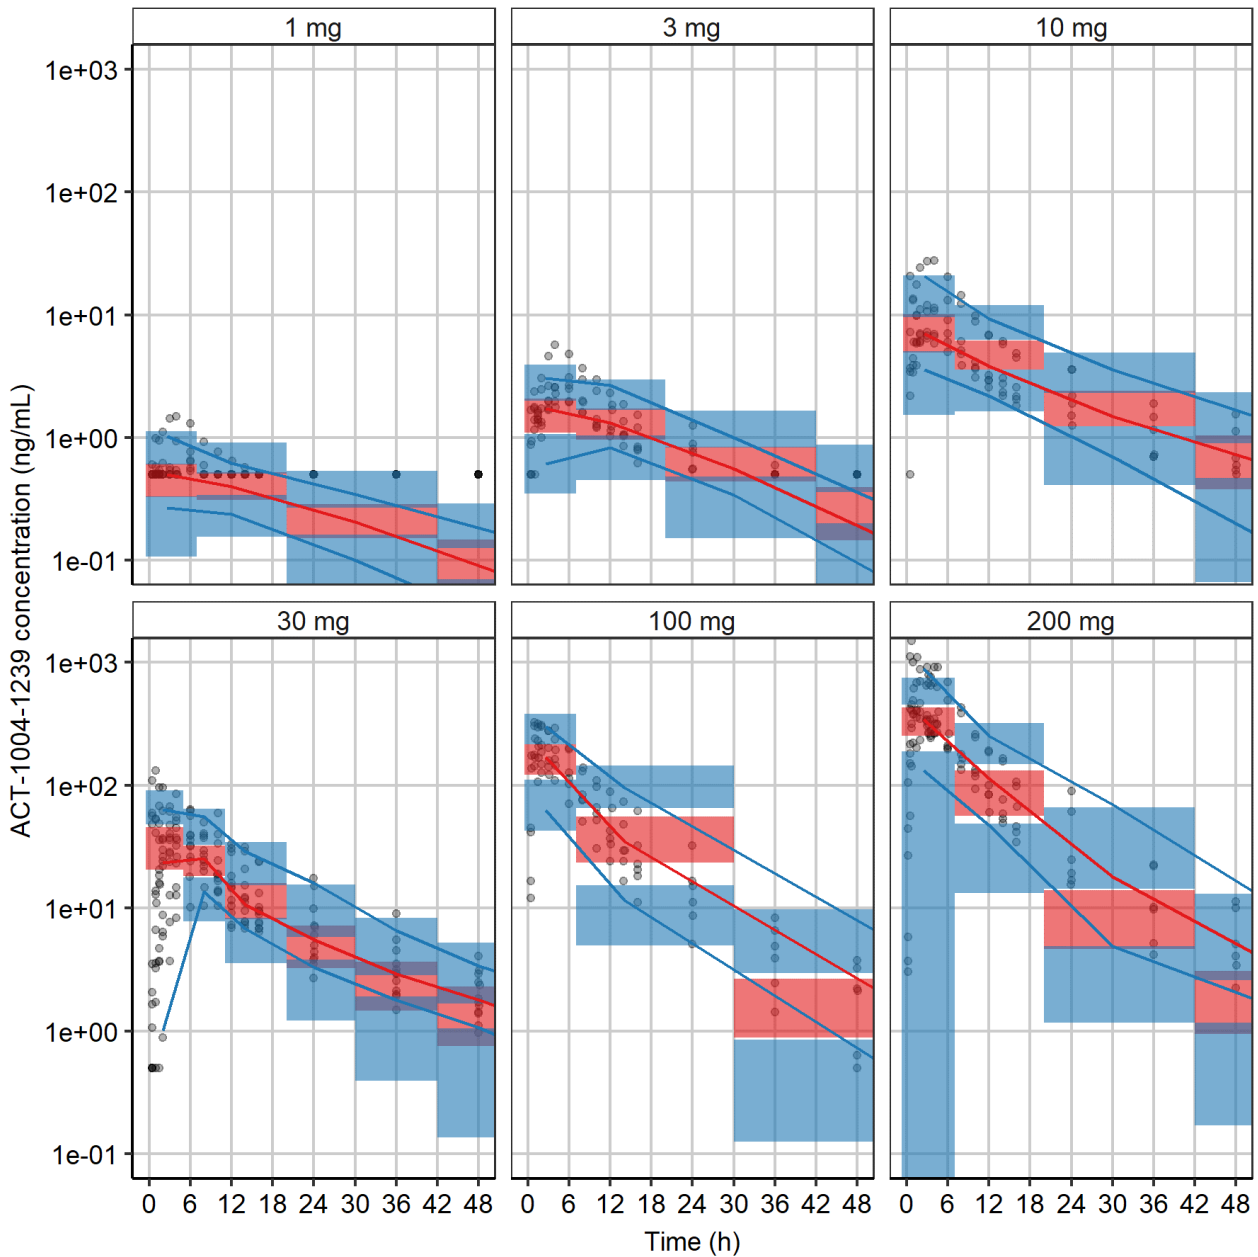 1 mg 3 mg 10 mg
1e+03
1e+02
1e+01
1e+00
1e-01
ACT-1004-1239 concentration (ng/mL)
30 mg 100 mg 200 mg
1e+03
1e+02
1e+01
1e+00
1e-01
0 6 12 18 24 30 36 42 48 0 6 12 18 24 30 36 42 48 0 6 12 18 24 30 36 42 48
Time (h)